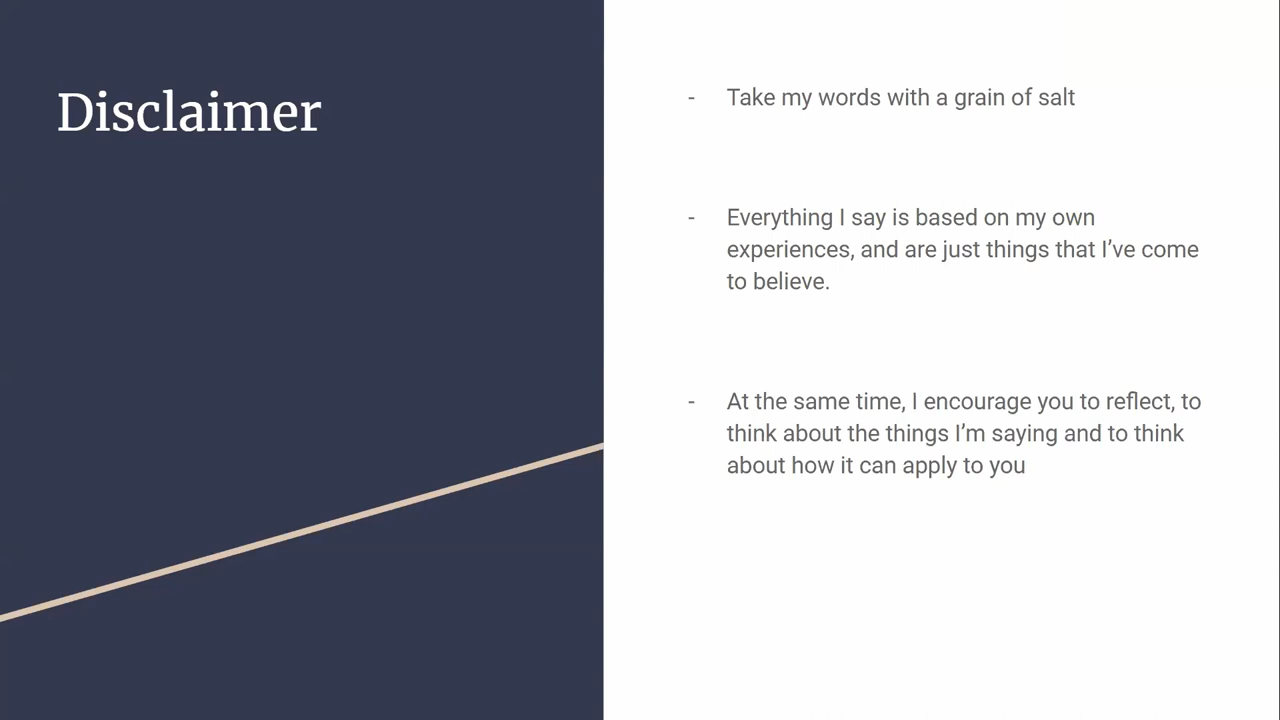 Disclaimer
- Take my words with a grain of salt
- Everything I say is based on my own
experiences, and are just things that I’ve come
to believe.
- At the same time, I encourage you to reflect, to
think about the things I’m saying and to think
about how it can apply to you